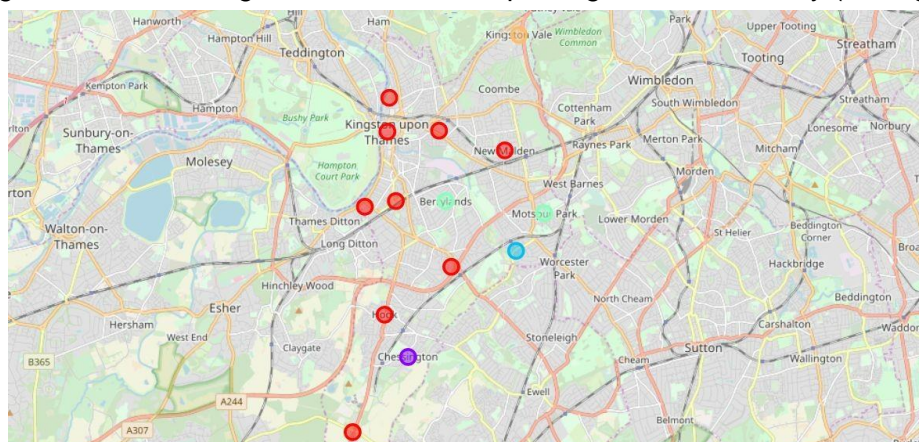 Hanworth
Ham
Park
Upper Tooting
Hampton Hill
Kingston Vale
Wimbledon
Common
Streatham
Teddington
Tooting
Kempton Park
Coombe
Wimbledon
Hampton
Bushy Park
Cottenham
Park
South Wimbledon
Streatham
Sunbury-on-
Thames
Kingston upon
Thames
Lonesome
Norbury
Merton Park
Raynes Park
Mitcham
Molesey
Hampton
Court Park
New Malden
Morden
West Barnes
Berrylands
Motspur Park
Walton-on-
Thames
Thames Ditton
Lower Morden
St Helier
Beddington
Corner
Long Ditton
Worcester
Park
Hackbridge
Hinchley Wood
North Cheam
Beddington
Esher
Hersham
Hook
Carshalton
Waddon
West End
Stoneleigh
Claygate
Chessington
Sutton
Wallington
B365
Cheam
Ewell
A244
Belmont
A307